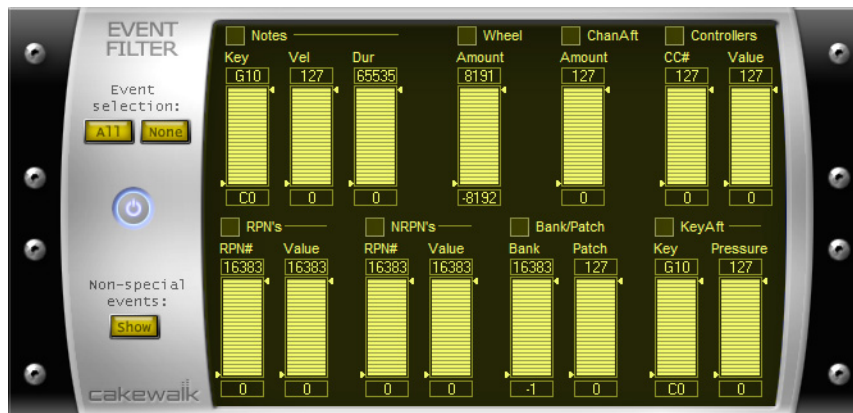 EVENT
FILTER
Event
selection:
All None
Non-special
events:
Show
cakewalk
Notes Wheel ChanAft Controllers
Key Vel Dur Amount Amount CC# Value
G10 127 65535 8191 127 127 127
C0 0 0 -8192 0 0 0
RPN's NRPN's Bank/Patch KeyAft
RPN# Value RPN# Value Bank Patch Key Pressure
16383 16383 16383 16383 16383 127 G10 127
0 0 0 0 -1 0 C0 0